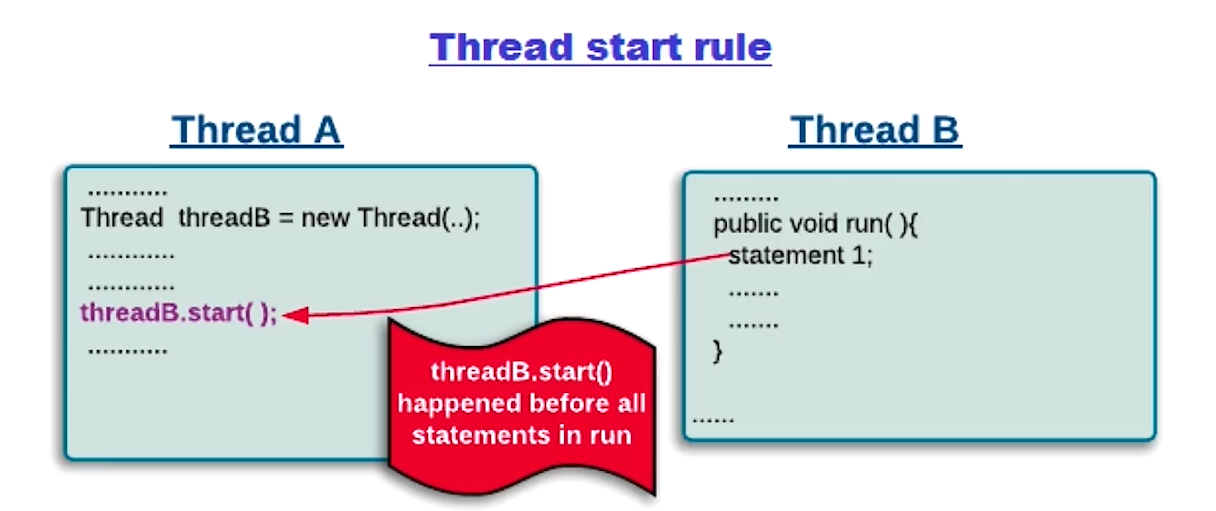 Thread start rule
Thread A
...........
Thread threadB = new Thread(..);
............
............
threadB.start( );
...........
Thread B
.........
public void run( ){
statement 1;
.......
.......
}
......
threadB.start()
happened before all
statements in run